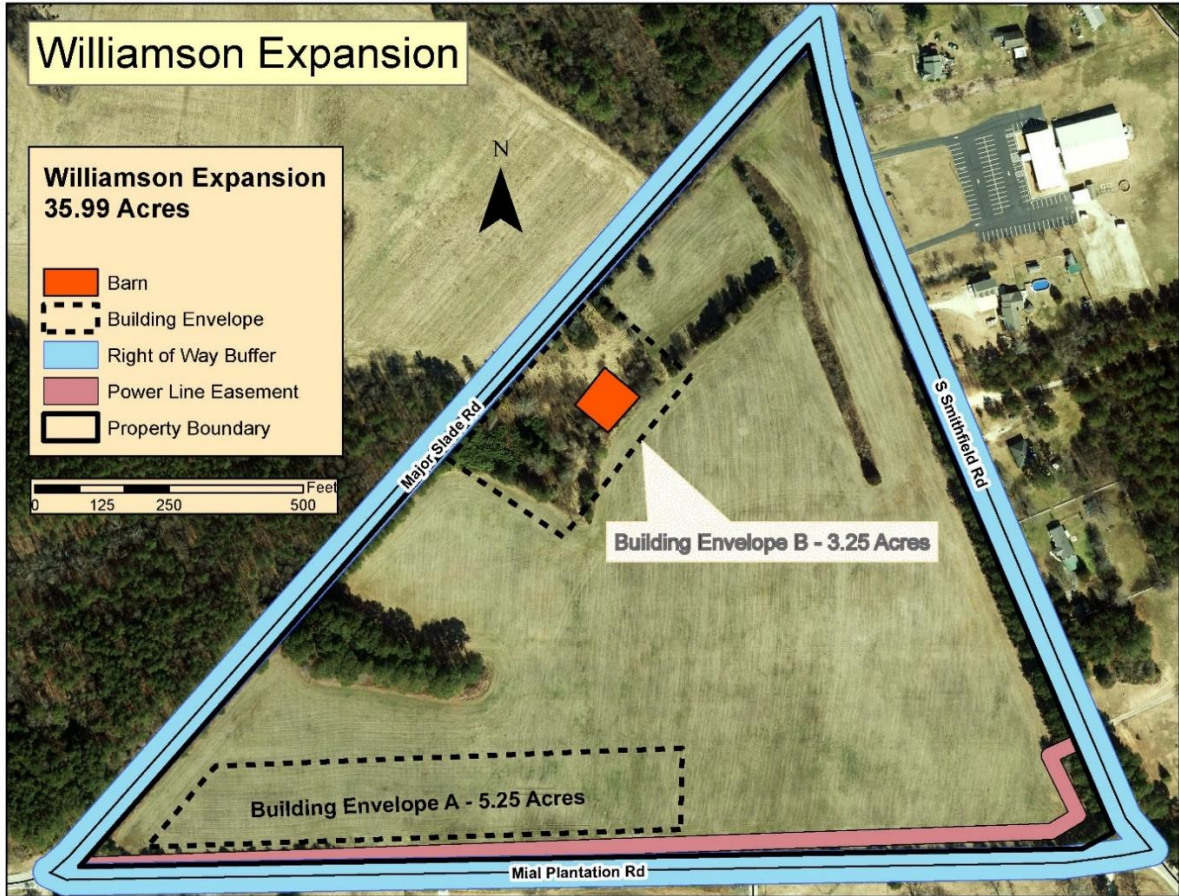 Williamson Expansion
N
Williamson Expansion
35.99 Acres
Barn
Building Envelope
Right of Way Buffer
Power Line Easement
Property Boundary
Feet
0 125 250 500
Major Slade Rd
S Smithfield Rd
Building Envelope B - 3.25 Acres
Building Envelope A - 5.25 Acres
Mial Plantation Rd